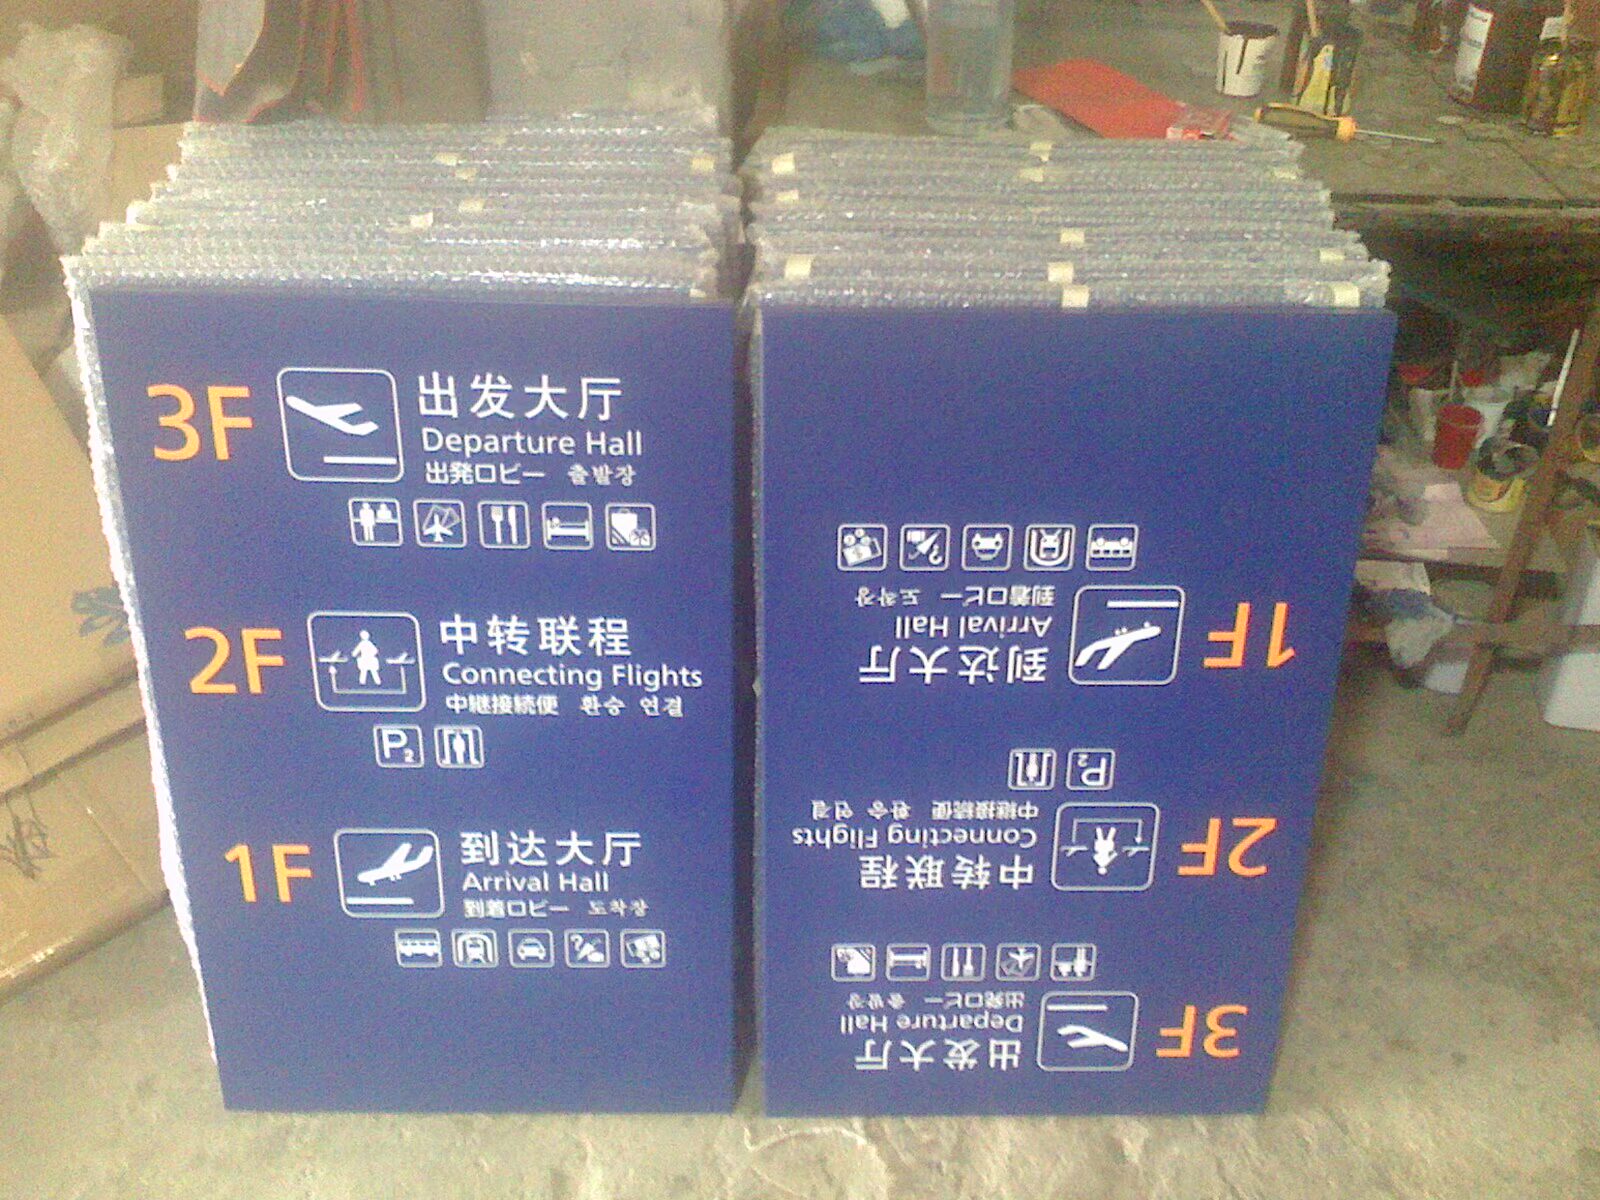 3F
出发大厅
Departure Hall
出発ロビー 출발장
2F
中转联程
Connecting Flights
中継接続便 환승 연결
P2
1F
到达大厅
Arrival Hall
到着ロビー 도착장
?
1F
到达大厅
Arrival Hall
到着ロビー 도착장
?
2F
中转联程
Connecting Flights
中継接続便 환승 연결
P2
3F
出发大厅
Departure Hall
出発ロビー 출발장